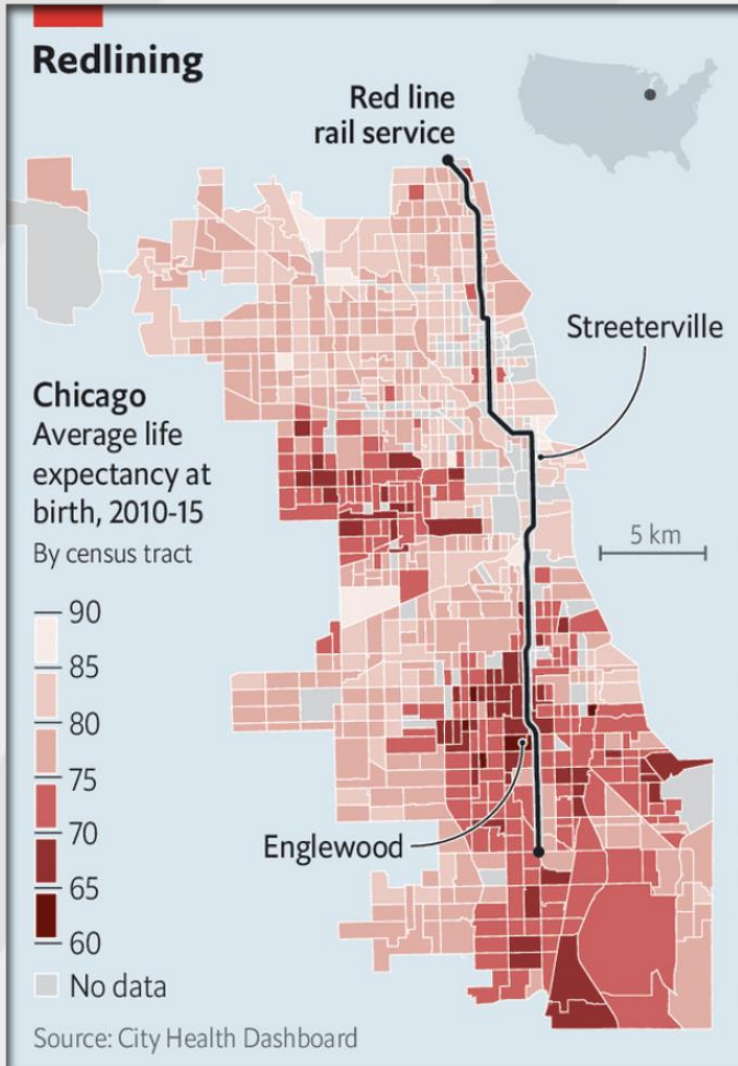 Redlining
Red line
rail service
Streeterville
Chicago
Average life
expectancy at
birth, 2010-15
By census tract
5 km
90
85
80
75
70
65
60
No data
Englewood
Source: City Health Dashboard